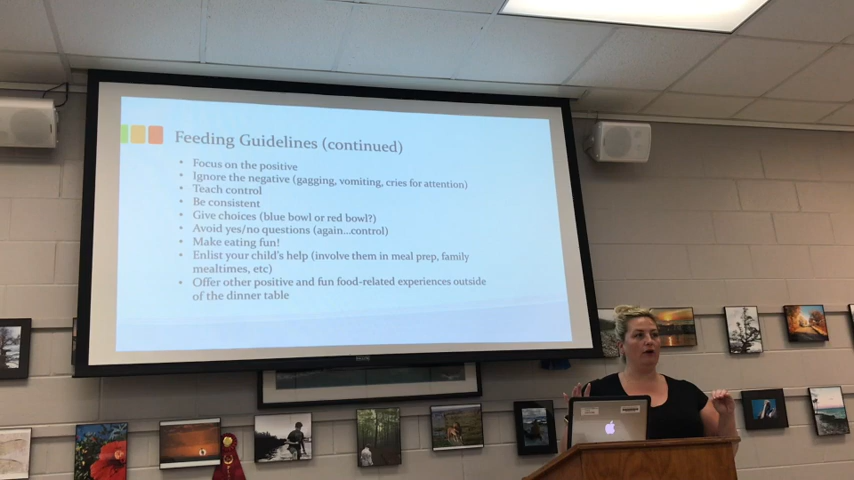 Feeding Guidelines (continued)
• Focus on the positive
• Ignore the negative (gagging, vomiting, cries for attention)
• Teach control
• Be consistent
• Give choices (blue bowl or red bowl?)
• Avoid yes/no questions (again...control)
• Make eating fun!
• Enlist your child's help (involve them in meal prep, family
mealtimes, etc)
• Offer other positive and fun food-related experiences outside
of the dinner table